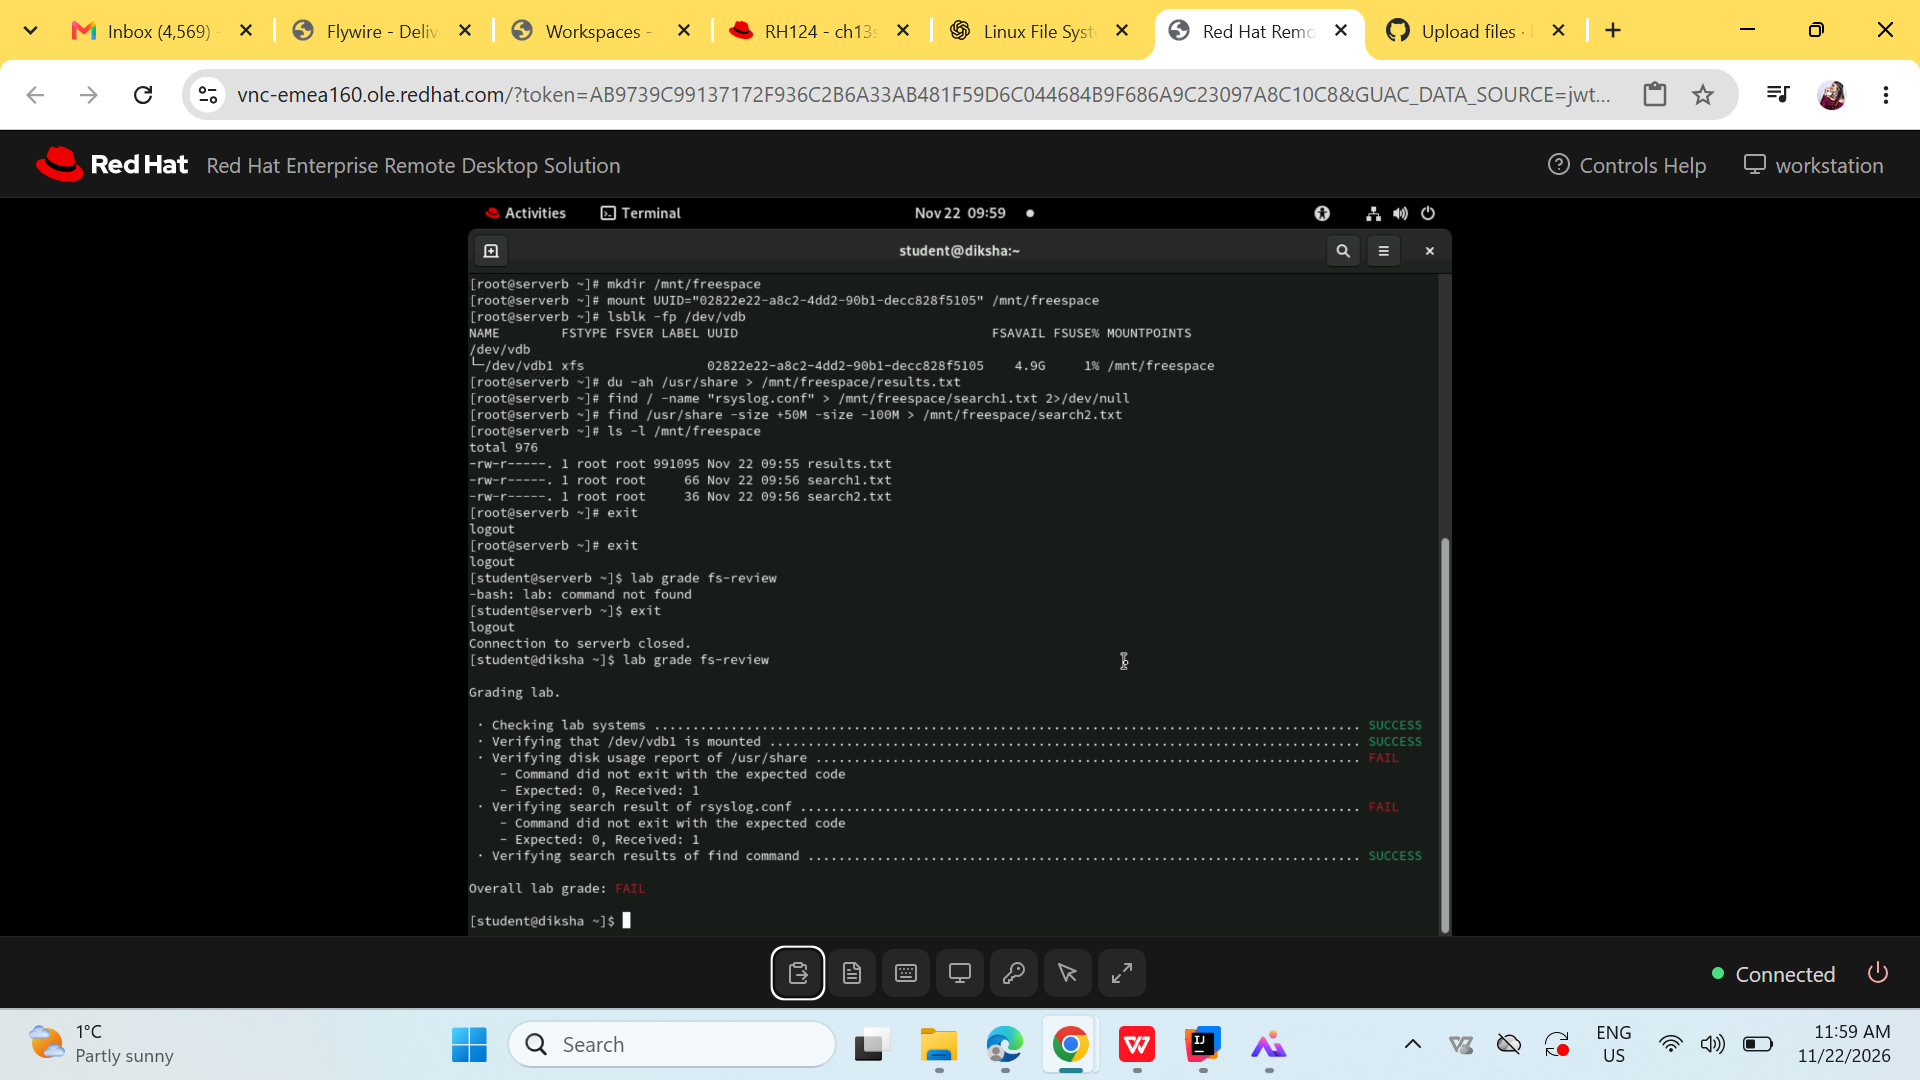 Inbox (4,569)
Flywire - Deliv
Workspaces -
RH124 - ch13s
Linux File Syst
Red Hat Remo
Upload files ·
vnc-emea160.ole.redhat.com/?token=AB9739C99137172F936C2B6A33AB481F59D6C044684B9F686A9C23097A8C10C8&GUAC_DATA_SOURCE=jwt...
Red Hat Red Hat Enterprise Remote Desktop Solution
Controls Help
workstation
Activities
Terminal
Nov 22 09:59
student@diksha:~
[root@serverb ~]# mkdir /mnt/freespace
[root@serverb ~]# mount UUID="02822e22-a8c2-4dd2-90b1-decc828f5105" /mnt/freespace
[root@serverb ~]# lsblk -fp /dev/vdb
NAME FSTYPE FSVER LABEL UUID FSAVAIL FSUSE% MOUNTPOINTS
/dev/vdb
└─/dev/vdb1 xfs 02822e22-a8c2-4dd2-90b1-decc828f5105 4.9G 1% /mnt/freespace
[root@serverb ~]# du -ah /usr/share > /mnt/freespace/results.txt
[root@serverb ~]# find / -name "rsyslog.conf" > /mnt/freespace/search1.txt 2>/dev/null
[root@serverb ~]# find /usr/share -size +50M -size -100M > /mnt/freespace/search2.txt
[root@serverb ~]# ls -l /mnt/freespace
total 976
-rw-r-----. 1 root root 991095 Nov 22 09:55 results.txt
-rw-r-----. 1 root root 66 Nov 22 09:56 search1.txt
-rw-r-----. 1 root root 36 Nov 22 09:56 search2.txt
[root@serverb ~]# exit
logout
[root@serverb ~]# exit
logout
[student@serverb ~]$ lab grade fs-review
-bash: lab: command not found
[student@serverb ~]$ exit
logout
Connection to serverb closed.
[student@diksha ~]$ lab grade fs-review
Grading lab.
· Checking lab systems ............................................................................................ SUCCESS
· Verifying that /dev/vdb1 is mounted ............................................................................. SUCCESS
· Verifying disk usage report of /usr/share ....................................................................... FAIL
- Command did not exit with the expected code
- Expected: 0, Received: 1
· Verifying search result of rsyslog.conf ......................................................................... FAIL
- Command did not exit with the expected code
- Expected: 0, Received: 1
· Verifying search results of find command ........................................................................ SUCCESS
Overall lab grade: FAIL
[student@diksha ~]$
Connected
1°C
Partly sunny
Search
ENG
US
11:59 AM
11/22/2026